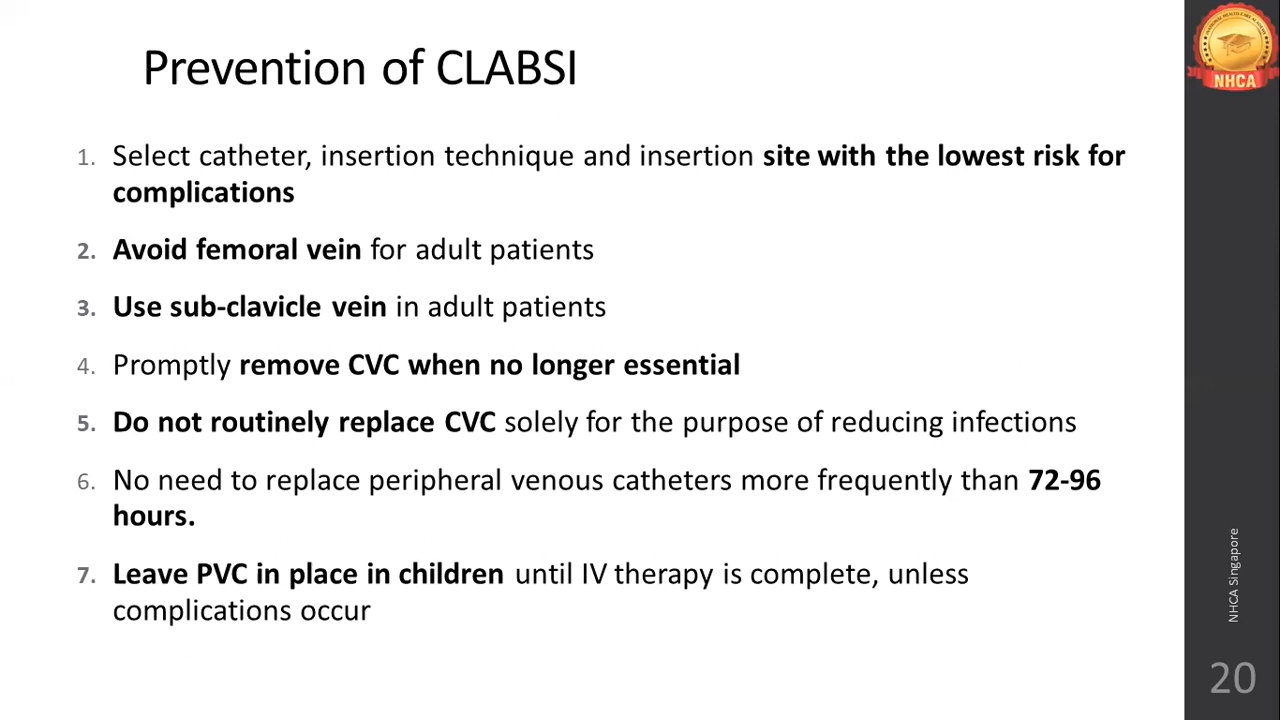 Prevention of CLABSI
NHCA
1. Select catheter, insertion technique and insertion site with the lowest risk for
complications
2. Avoid femoral vein for adult patients
3. Use sub-clavicle vein in adult patients
4. Promptly remove CVC when no longer essential
5. Do not routinely replace CVC solely for the purpose of reducing infections
6. No need to replace peripheral venous catheters more frequently than 72-96
hours.
7. Leave PVC in place in children until IV therapy is complete, unless
complications occur
NHCA Singapore
20